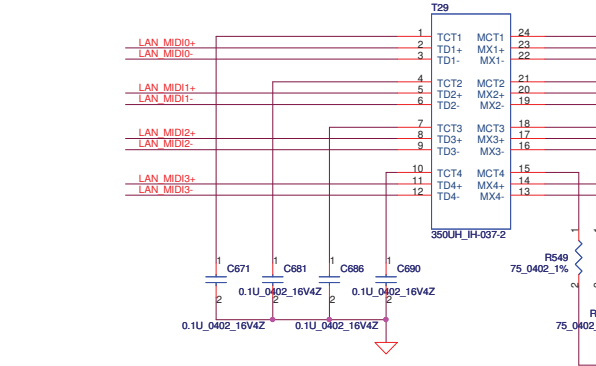 T29
1 TCT1 MCT1 24
LAN_MIDI0+ 2 TD1+ MX1+ 23
LAN_MIDI0- 3 TD1- MX1- 22
4 TCT2 MCT2 21
LAN_MIDI1+ 5 TD2+ MX2+ 20
LAN_MIDI1- 6 TD2- MX2- 19
7 TCT3 MCT3 18
LAN_MIDI2+ 8 TD3+ MX3+ 17
LAN_MIDI2- 9 TD3- MX3- 16
10 TCT4 MCT4 15
LAN_MIDI3+ 11 TD4+ MX4+ 14
LAN_MIDI3- 12 TD4- MX4- 13
350UH_IH-037-2
1 1 1 1 1
R549
C671 C681 C686 C690 75_0402_1%
0.1U_0402_16V4Z 0.1U_0402_16V4Z
2 2 2 2 2
0.1U_0402_16V4Z 0.1U_0402_16V4Z 75_0402_